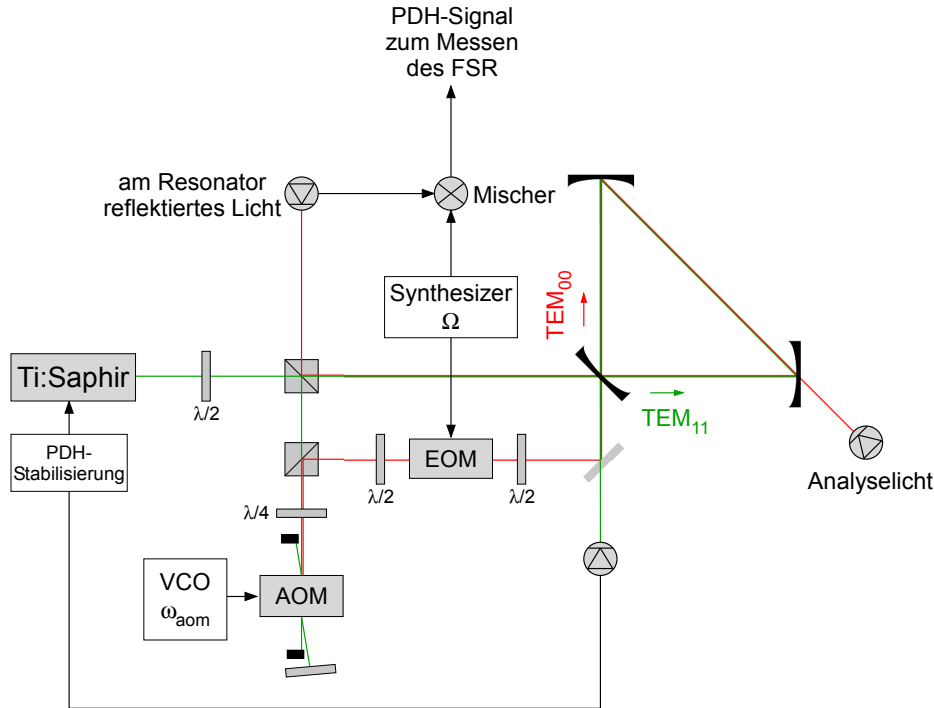 PDH-Signal
zum Messen
des FSR
am Resonator
reflektiertes Licht
Mischer
Synthesizer
Ω
TEM00
Ti:Saphir
λ/2
TEM11
PDH-
Stabilisierung
EOM
λ/2
λ/2
Analyselicht
λ/4
VCO
ωaom
AOM